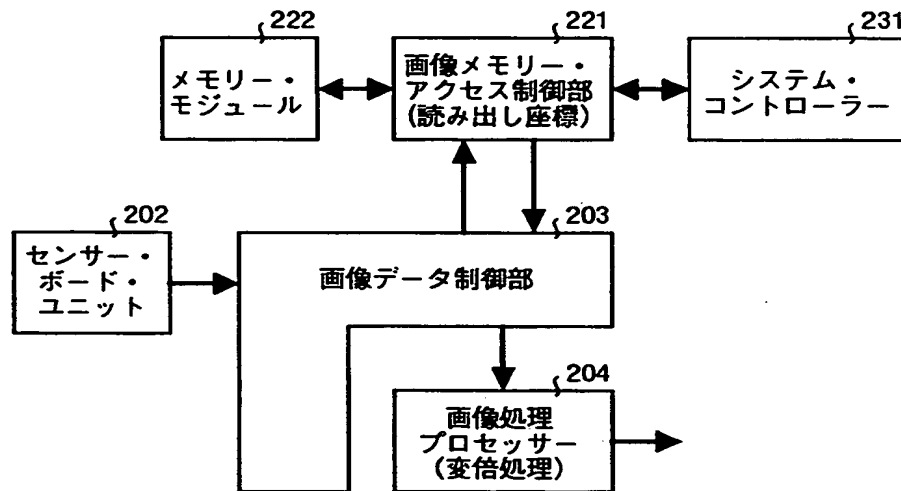 222
メモリー・
モジュール
221
画像メモリー・
アクセス制御部
(読み出し座標)
231
システム・
コントローラー
202
センサー・
ボード・
ユニット
203
画像データ制御部
204
画像処理
プロセッサー
(変倍処理)